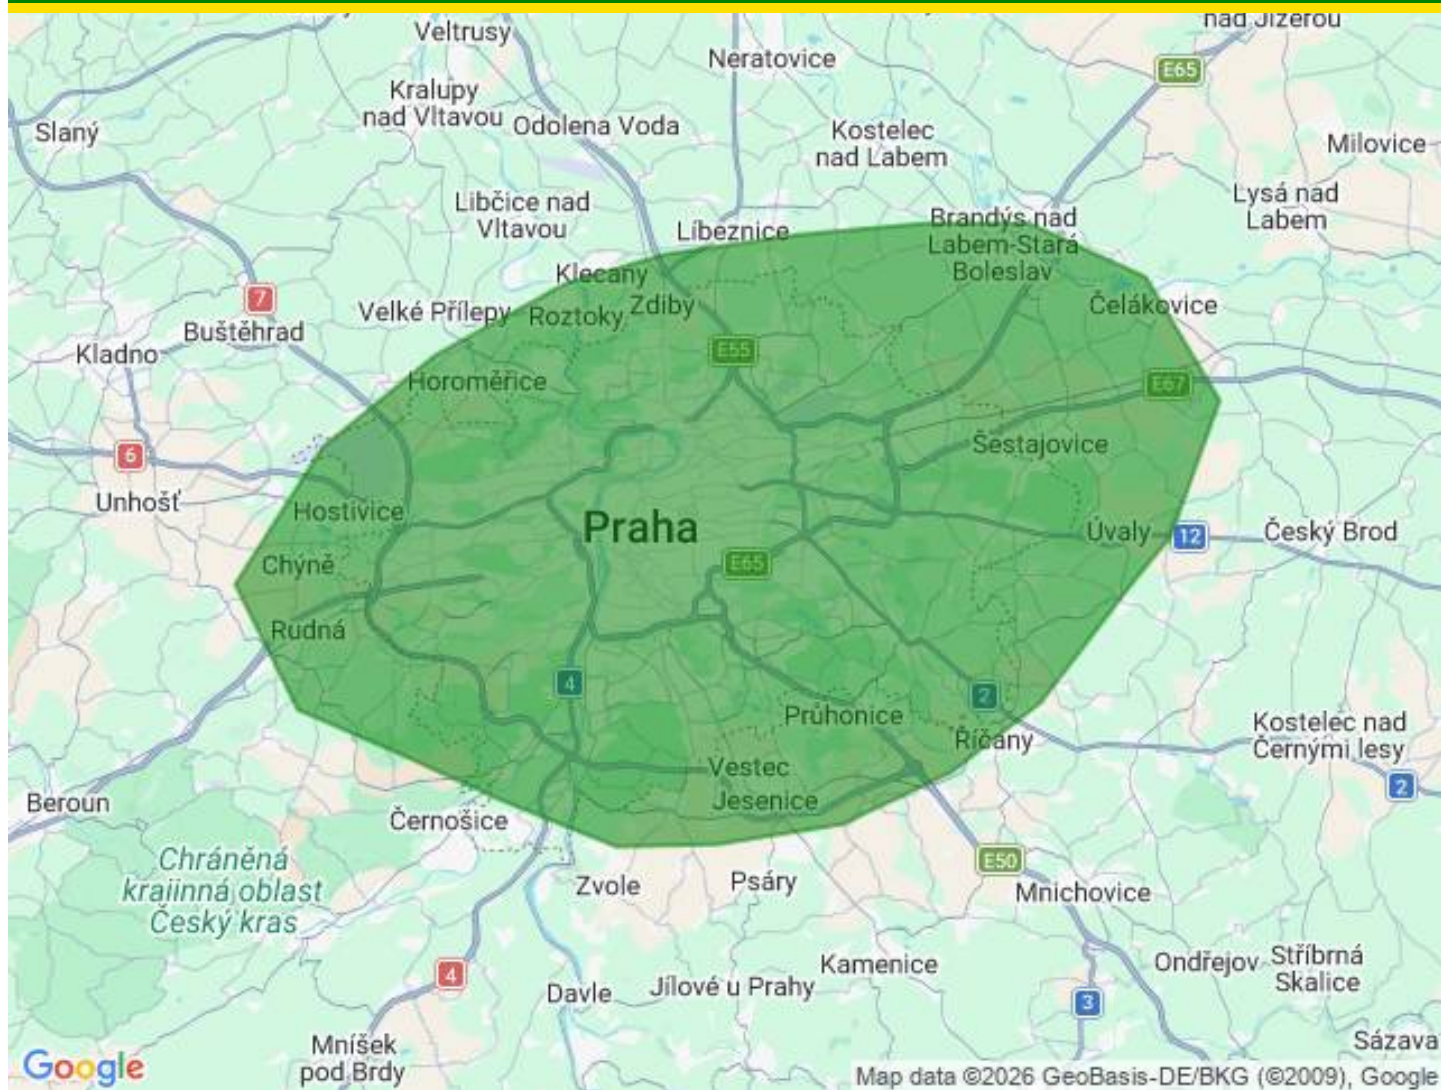 nad Jizerou
Veltrusy
Neratovice
E65
Kralupy
nad Vltavou
Odolena Voda
Slaný
Kostelec
nad Labem
Milovice
Libčice nad
Vltavou
Lysá nad
Labem
Líbeznice
Brandýs nad
Labem-Stará
Boleslav
Klecany
7
Velké Přílepy
Roztoky
Zdiby
Čelákovice
Buštěhrad
Kladno
E55
Horoměřice
E67
6
Šestajovice
Unhošť
Hostivice
Praha
Úvaly
12
Český Brod
Chýně
E65
Rudná
4
2
Průhonice
Říčany
Kostelec nad
Černými lesy
Vestec
Jesenice
2
Beroun
Černošice
Chráněná
krajinná oblast
Český kras
E50
Zvole
Psáry
Mnichovice
Kamenice
Ondřejov
Stříbrná
Skalice
4
Davle
Jílové u Prahy
3
Mníšek
pod Brdy
Sázava
Google
Map data ©2026 GeoBasis-DE/BKG (©2009), Google